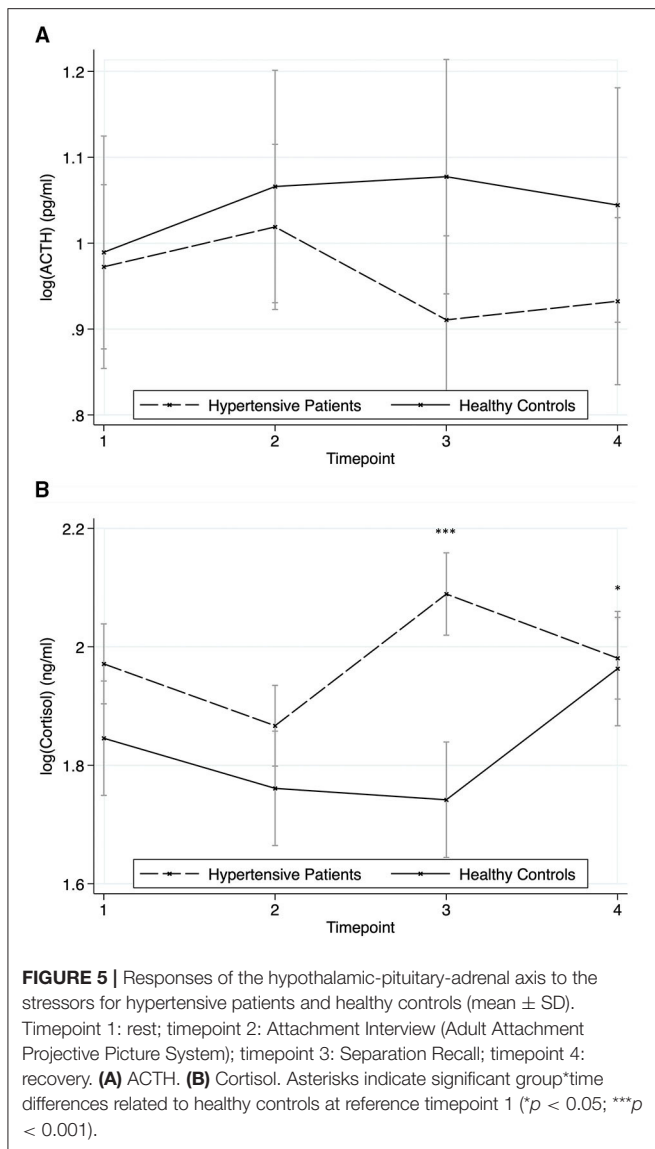 A
1.2
1.1
1
.9
.8
log(ACTH) (pg/ml)
Hypertensive Patients Healthy Controls
1 2 3 4
Timepoint
B
2.2
2
1.8
1.6
log(Cortisol) (ng/ml)
***
*
Hypertensive Patients Healthy Controls
1 2 3 4
Timepoint
FIGURE 5 | Responses of the hypothalamic-pituitary-adrenal axis to the
stressors for hypertensive patients and healthy controls (mean ± SD).
Timepoint 1: rest; timepoint 2: Attachment Interview (Adult Attachment
Projective Picture System); timepoint 3: Separation Recall; timepoint 4:
recovery. (A) ACTH. (B) Cortisol. Asterisks indicate significant group*time
differences related to healthy controls at reference timepoint 1 (*p < 0.05; ***p
< 0.001).